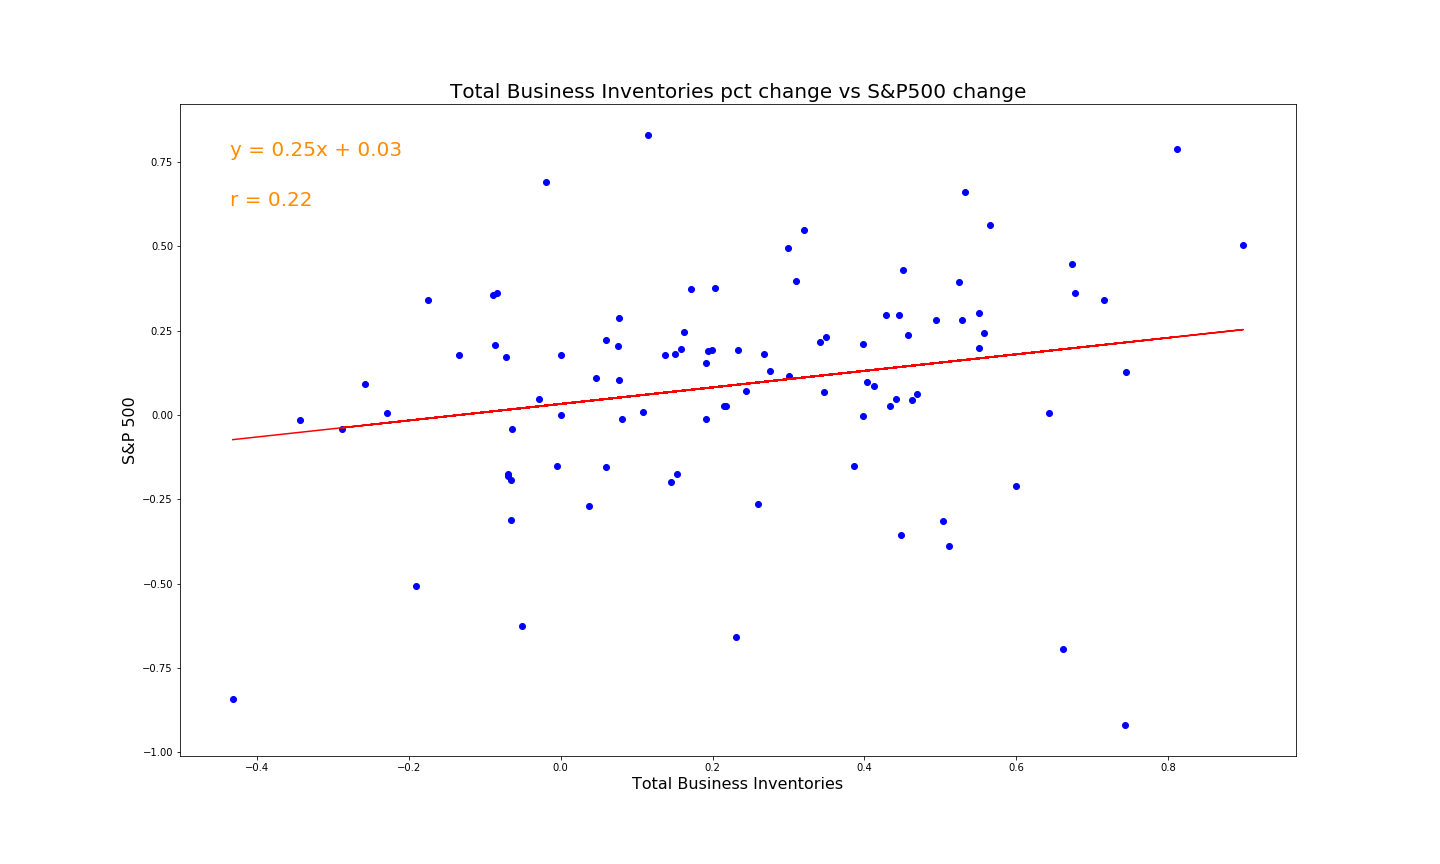 Total Business Inventories pct change vs S&P500 change
y = 0.25x + 0.03
r = 0.22
0.75
0.50
0.25
0.00
−0.25
−0.50
−0.75
−1.00
S&P 500
−0.4 −0.2 0.0 0.2 0.4 0.6 0.8
Total Business Inventories